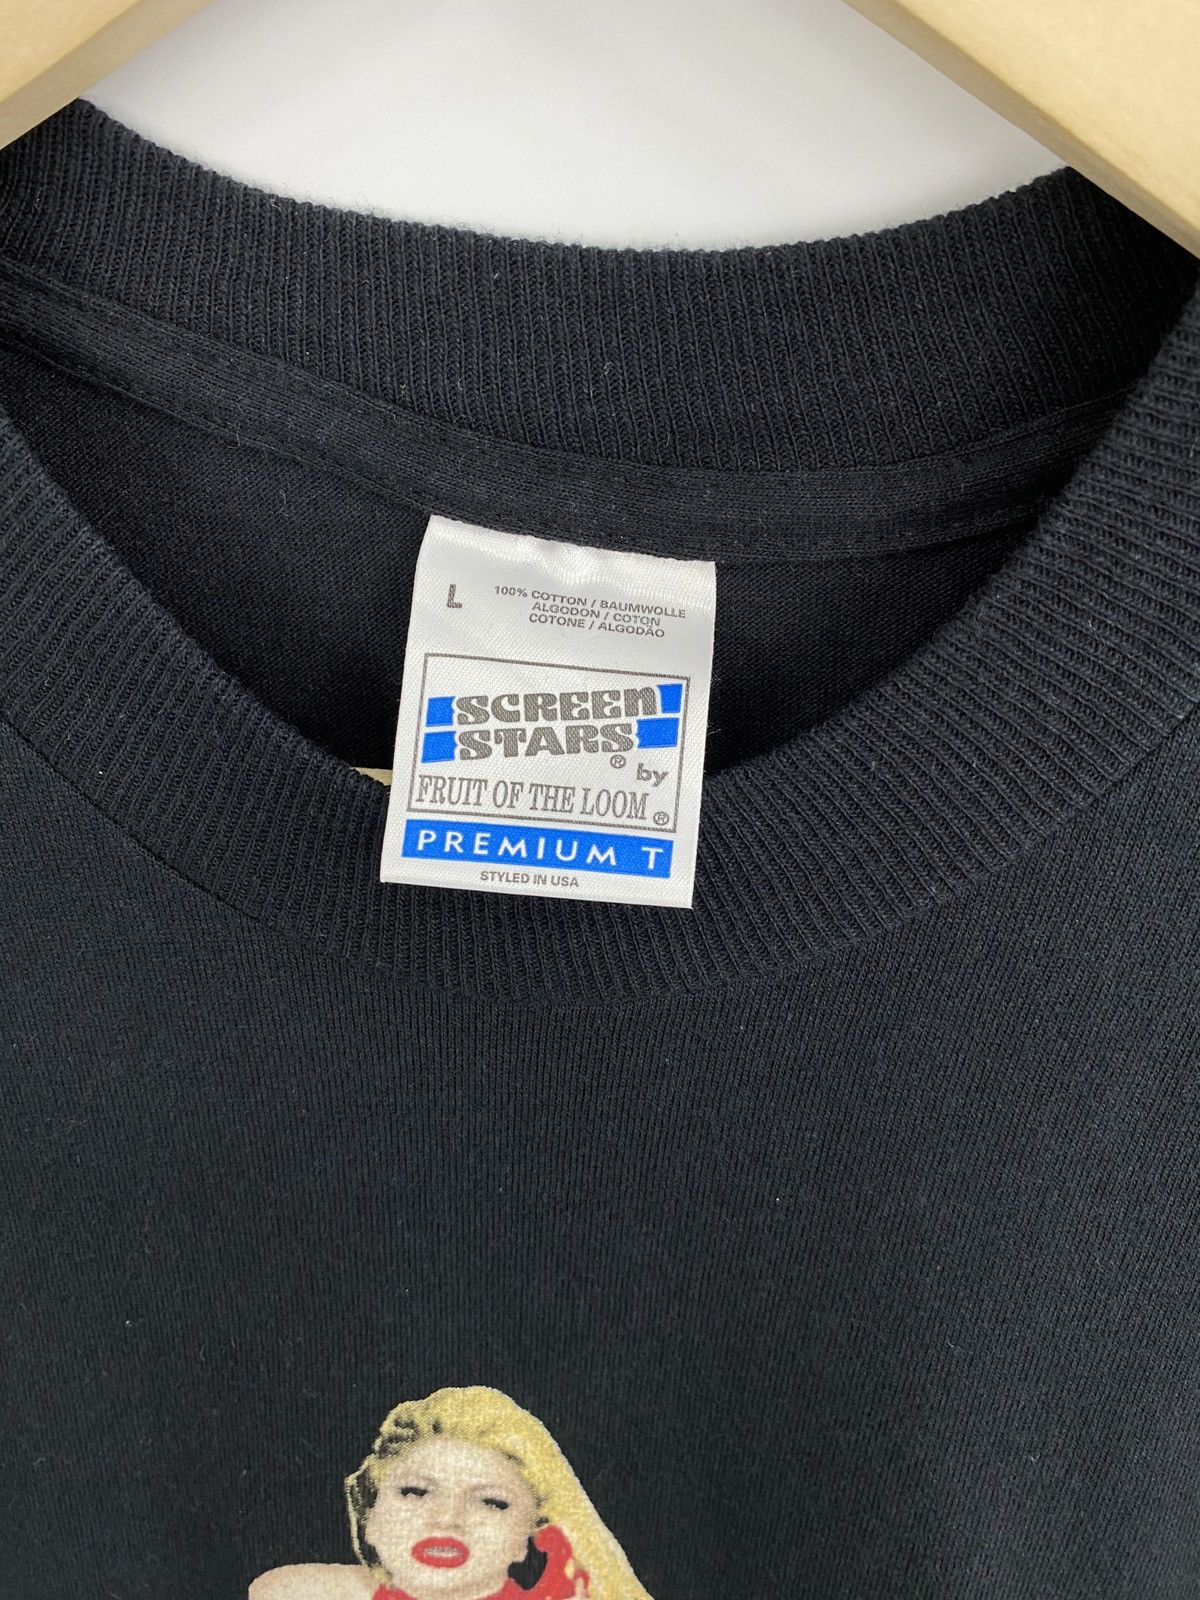 L
100% COTTON / BAUMWOLLE
ALGODON / COTON
COTONE / ALGODÃO
SCREEN
STARS® by
FRUIT OF THE LOOM®
PREMIUM T
STYLED IN USA